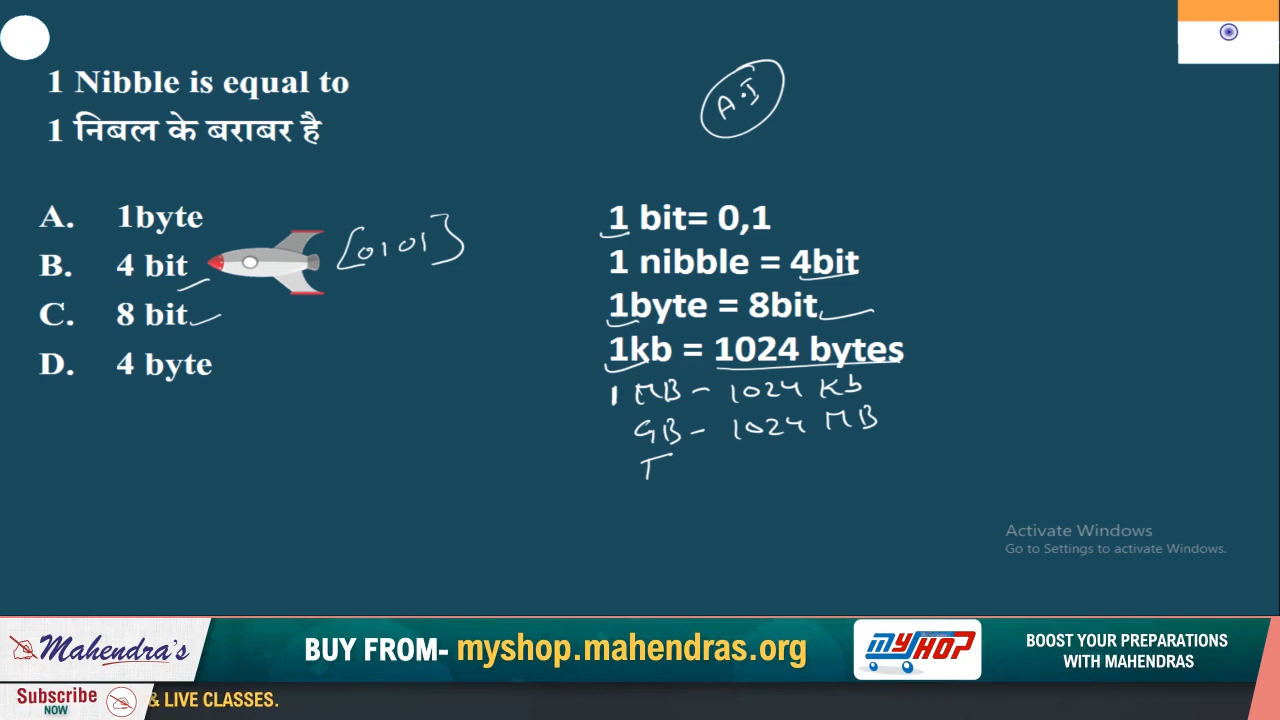 1 Nibble is equal to
1 निबल के बराबर है
A.I
A. 1byte
B. 4 bit
[0101]
C. 8 bit
D. 4 byte
1 bit= 0,1
1 nibble = 4bit
1byte = 8bit
1kb = 1024 bytes
1 MB - 1024 Kb
GB - 1024 MB
T
Activate Windows
Go to Settings to activate Windows.
Mahendra's
BUY FROM- myshop.mahendras.org
MYSHOP
BOOST YOUR PREPARATIONS
WITH MAHENDRAS
Subscribe
NOW
& LIVE CLASSES.